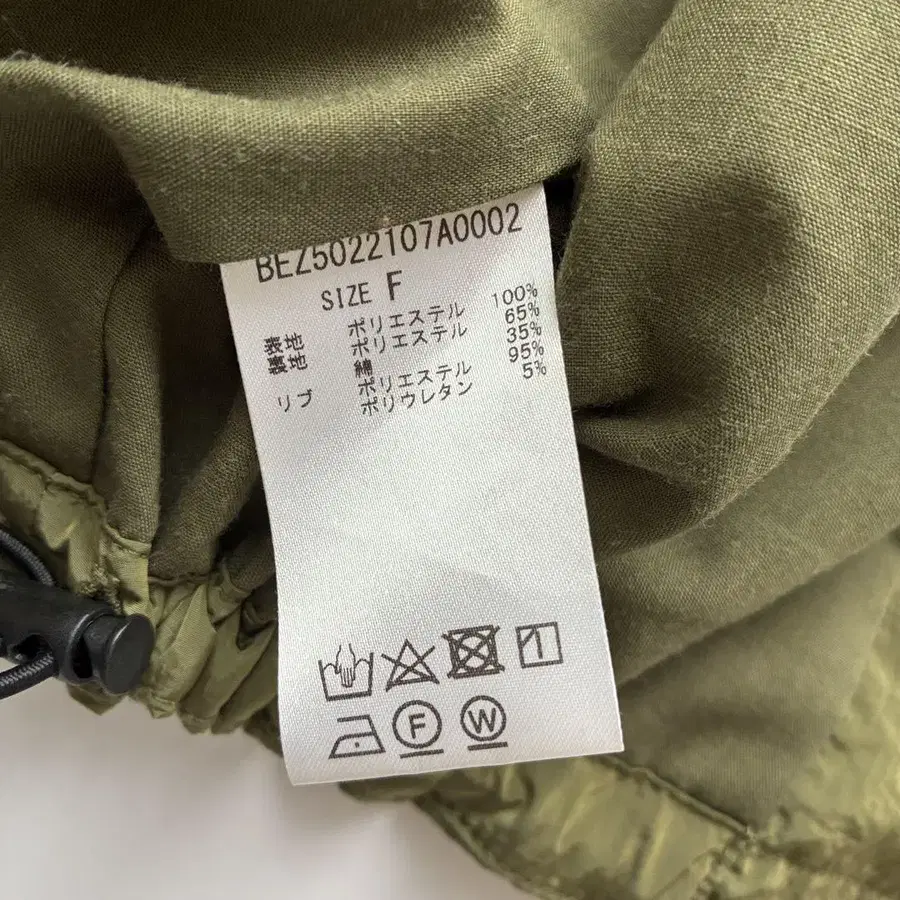 BEZ5022107A0002
SIZE F
表地 ポリエステル 100%
裏地 ポリエステル 65%
綿 35%
リブ ポリエステル 95%
ポリウレタン 5%
F W